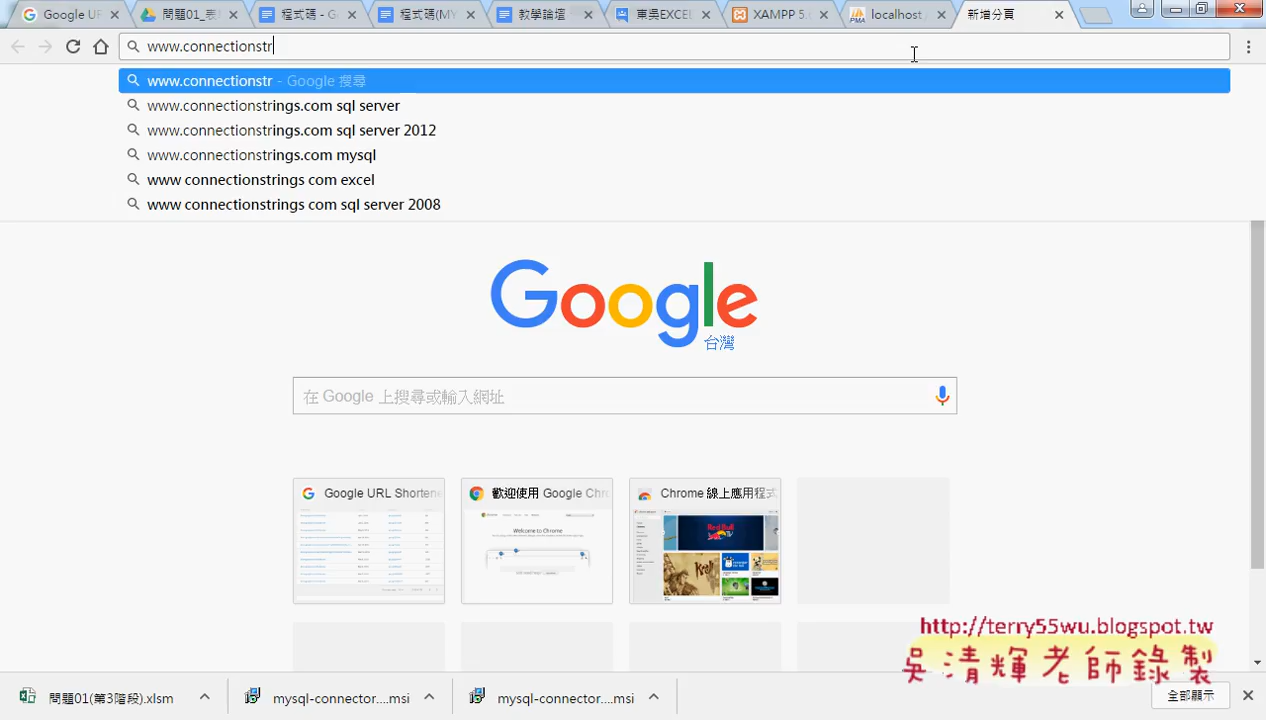 Google UF
問題01_表
程式碼 - G
程式碼(MY
教學論壇
東吳EXCEL
XAMPP 5.
localhost
新增分頁
www.connectionstr
www.connectionstr - Google 搜尋
www.connectionstrings.com sql server
www.connectionstrings.com sql server 2012
www.connectionstrings.com mysql
www connectionstrings com excel
www connectionstrings com sql server 2008
Google
台灣
在 Google 上搜尋或輸入網址
Google URL Shortene
歡迎使用 Google Chr
Chrome 線上應用程式
Welcome to Chrome
Red Bull
TV
http://terry55wu.blogspot.tw
吳清輝老師錄製
問題01(第3階段).xlsm
mysql-connector....msi
mysql-connector....msi
全部顯示